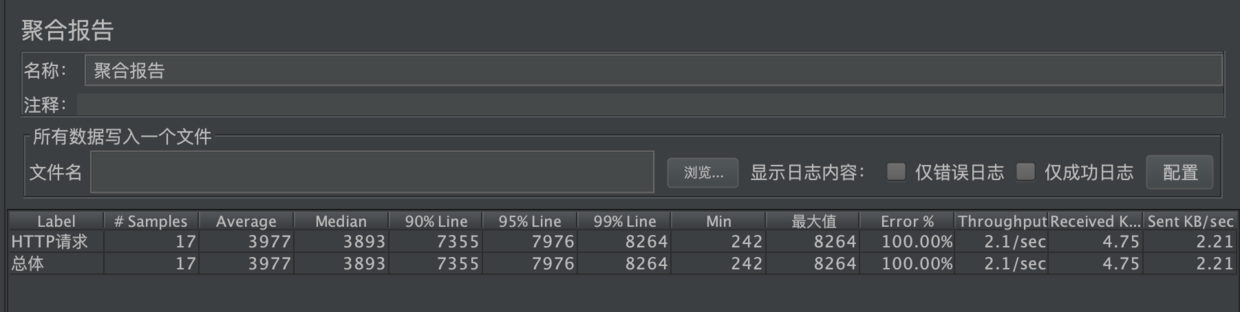 聚合报告
名称： 聚合报告
注释：
所有数据写入一个文件
文件名 浏览... 显示日志内容： 仅错误日志 仅成功日志 配置
Label # Samples Average Median 90% Line 95% Line 99% Line Min 最大值 Error % Throughput Received K... Sent KB/sec
HTTP请求 17 3977 3893 7355 7976 8264 242 8264 100.00% 2.1/sec 4.75 2.21
总体 17 3977 3893 7355 7976 8264 242 8264 100.00% 2.1/sec 4.75 2.21